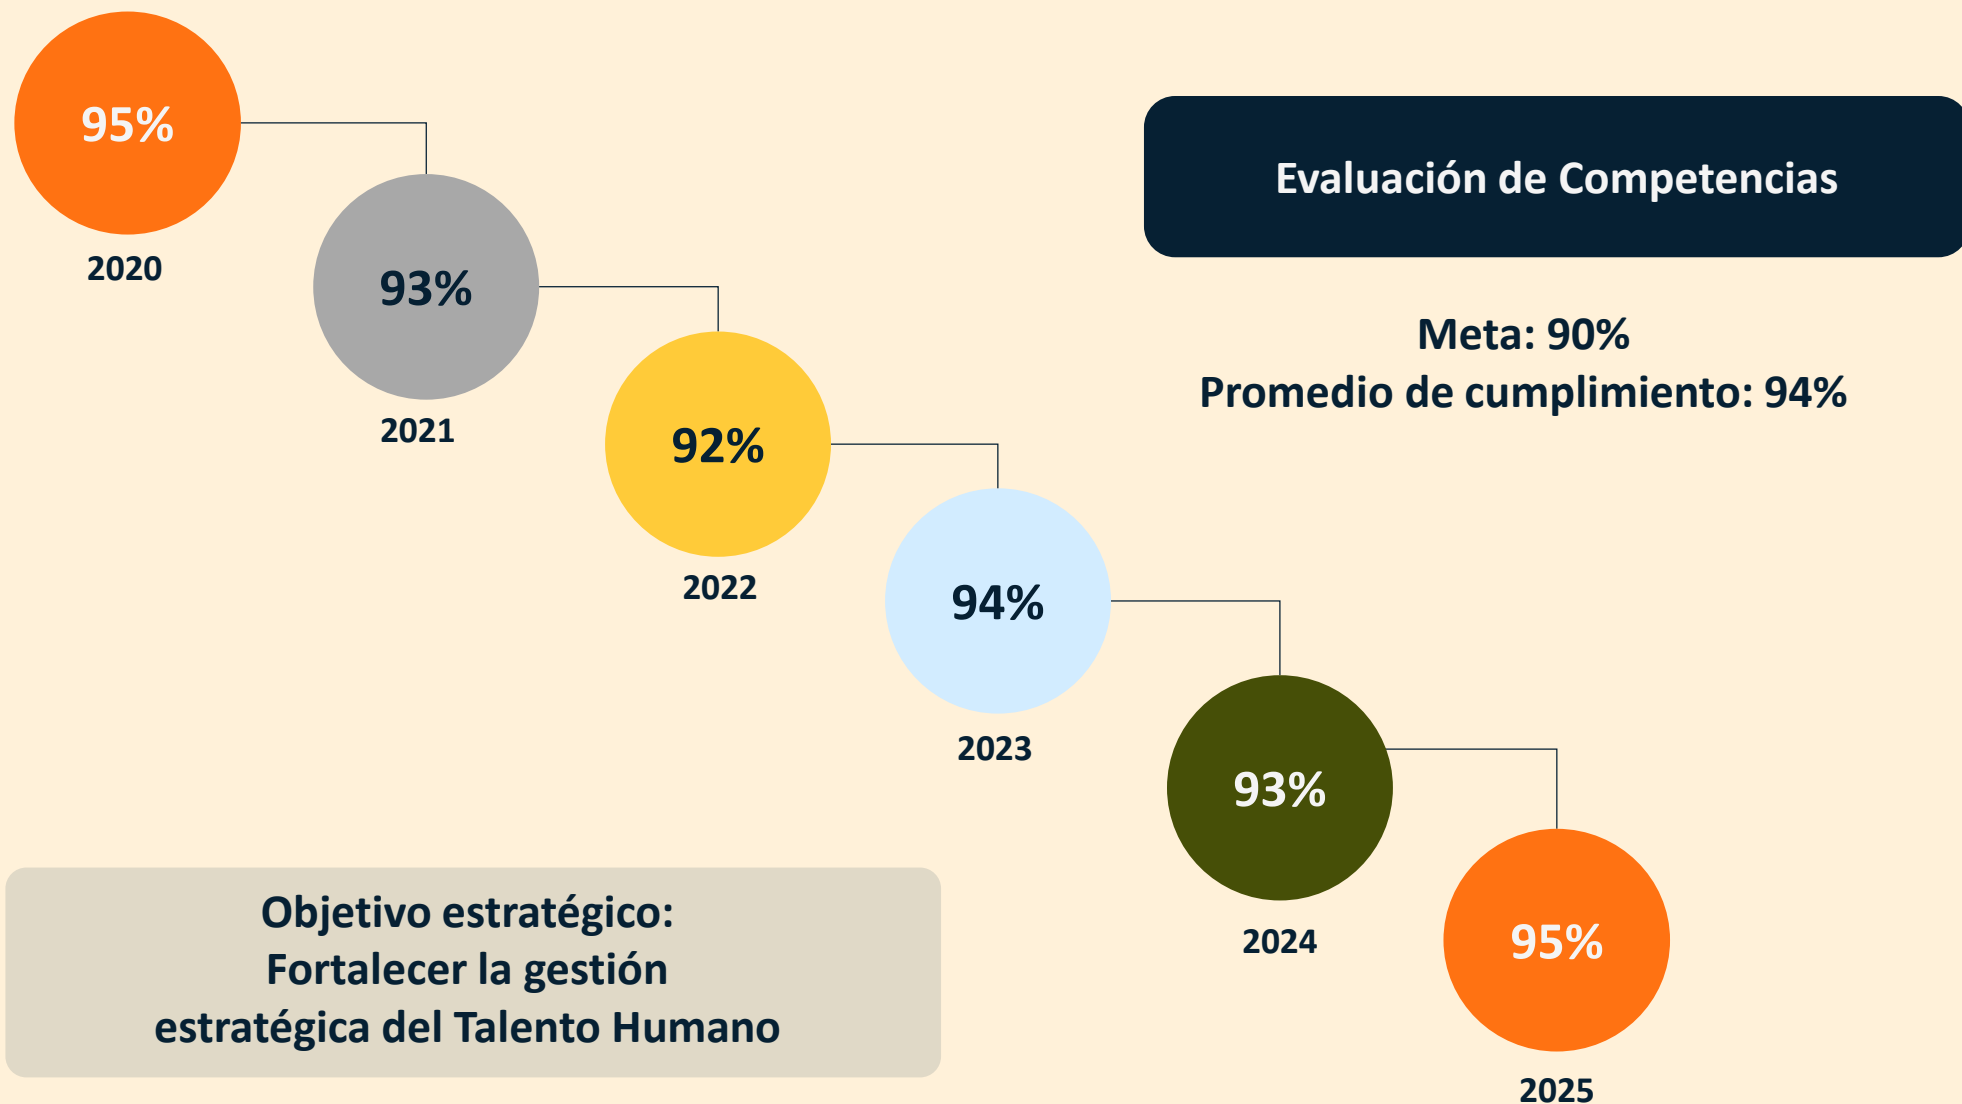 95%
2020
93%
2021
92%
2022
94%
2023
93%
2024
95%
2025
Evaluación de Competencias
Meta: 90%
Promedio de cumplimiento: 94%
Objetivo estratégico:
Fortalecer la gestión
estratégica del Talento Humano